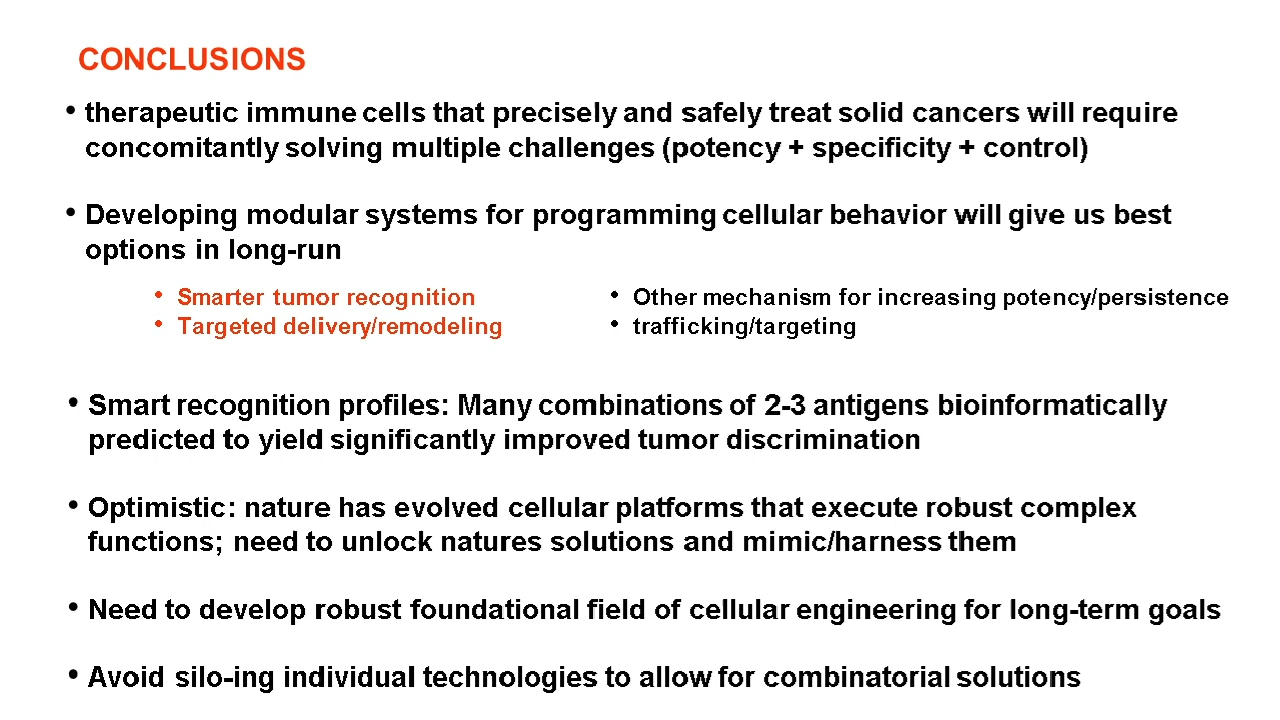 CONCLUSIONS
• therapeutic immune cells that precisely and safely treat solid cancers will require
concomitantly solving multiple challenges (potency + specificity + control)
• Developing modular systems for programming cellular behavior will give us best
options in long-run
• Smarter tumor recognition
• Targeted delivery/remodeling
• Other mechanism for increasing potency/persistence
• trafficking/targeting
• Smart recognition profiles: Many combinations of 2-3 antigens bioinformatically
predicted to yield significantly improved tumor discrimination
• Optimistic: nature has evolved cellular platforms that execute robust complex
functions; need to unlock natures solutions and mimic/harness them
• Need to develop robust foundational field of cellular engineering for long-term goals
• Avoid silo-ing individual technologies to allow for combinatorial solutions